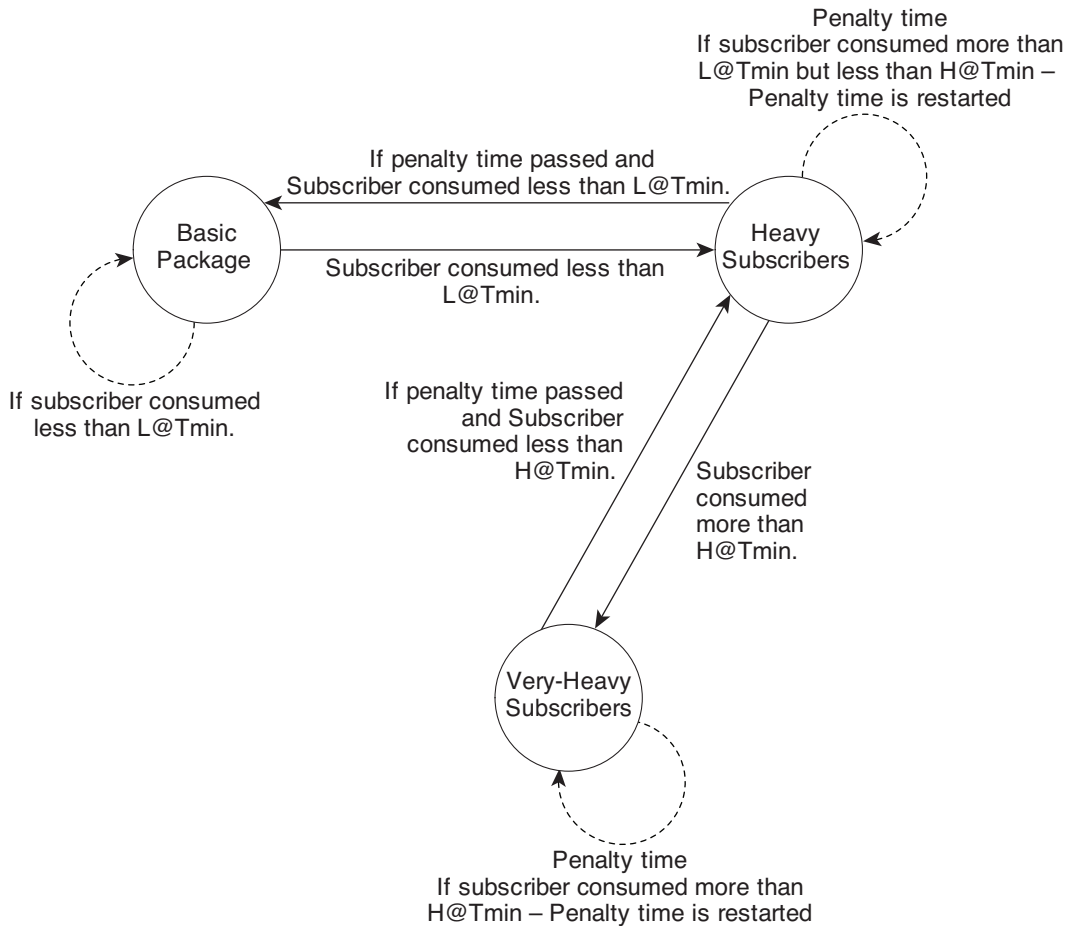 Penalty time
If subscriber consumed more than
L@Tmin but less than H@Tmin –
Penalty time is restarted
If penalty time passed and
Subscriber consumed less than L@Tmin.
Basic
Package
Heavy
Subscribers
Subscriber consumed less than
L@Tmin.
If subscriber consumed
less than L@Tmin.
If penalty time passed
and Subscriber
consumed less than
H@Tmin.
Subscriber
consumed
more than
H@Tmin.
Very-Heavy
Subscribers
Penalty time
If subscriber consumed more than
H@Tmin – Penalty time is restarted